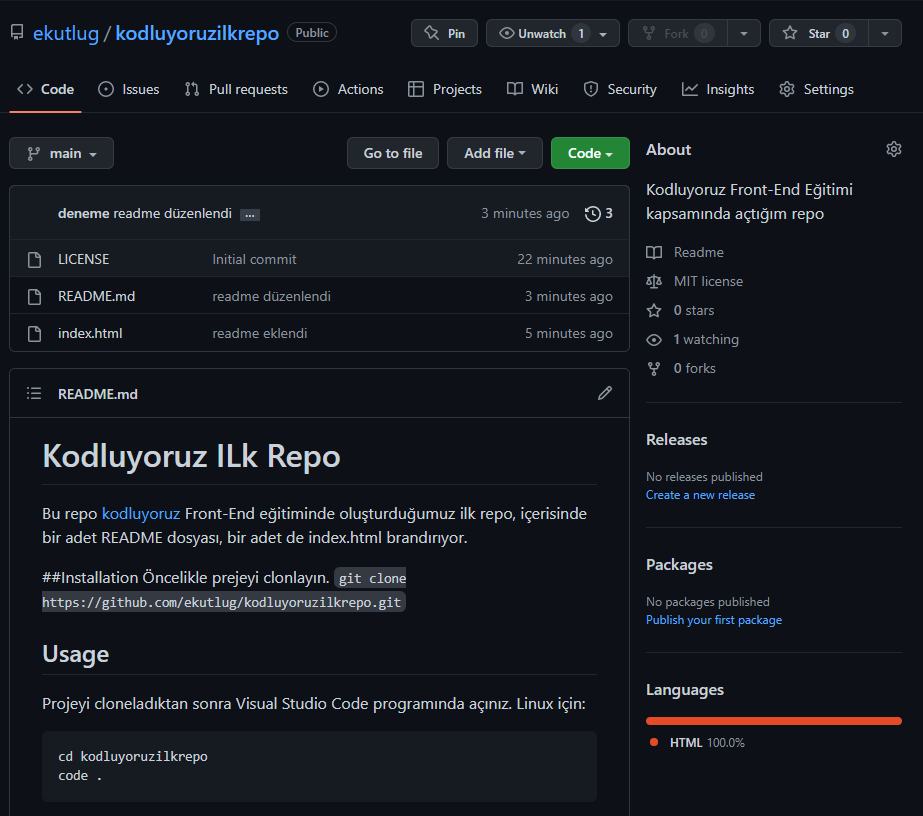 ekutlug / kodluyoruzilkrepo Public
Pin
Unwatch 1
Fork 0
Star 0
Code
Issues
Pull requests
Actions
Projects
Wiki
Security
Insights
Settings
main
Go to file
Add file
Code
deneme readme düzenlendi ...
3 minutes ago
3
LICENSE Initial commit 22 minutes ago
README.md readme düzenlendi 3 minutes ago
index.html readme eklendi 5 minutes ago
README.md
Kodluyoruz ILk Repo
Bu repo kodluyoruz Front-End eğitiminde oluşturduğumuz ilk repo, içerisinde
bir adet README dosyası, bir adet de index.html brandırıyor.
##Installation Öncelikle prejeyi clonlayın. git clone
https://github.com/ekutlug/kodluyoruzilkrepo.git
Usage
Projeyi cloneladıktan sonra Visual Studio Code programında açınız. Linux için:
cd kodluyoruzilkrepo
code .
About
Kodluyoruz Front-End Eğitimi
kapsamında açtığım repo
Readme
MIT license
0 stars
1 watching
0 forks
Releases
No releases published
Create a new release
Packages
No packages published
Publish your first package
Languages
HTML 100.0%